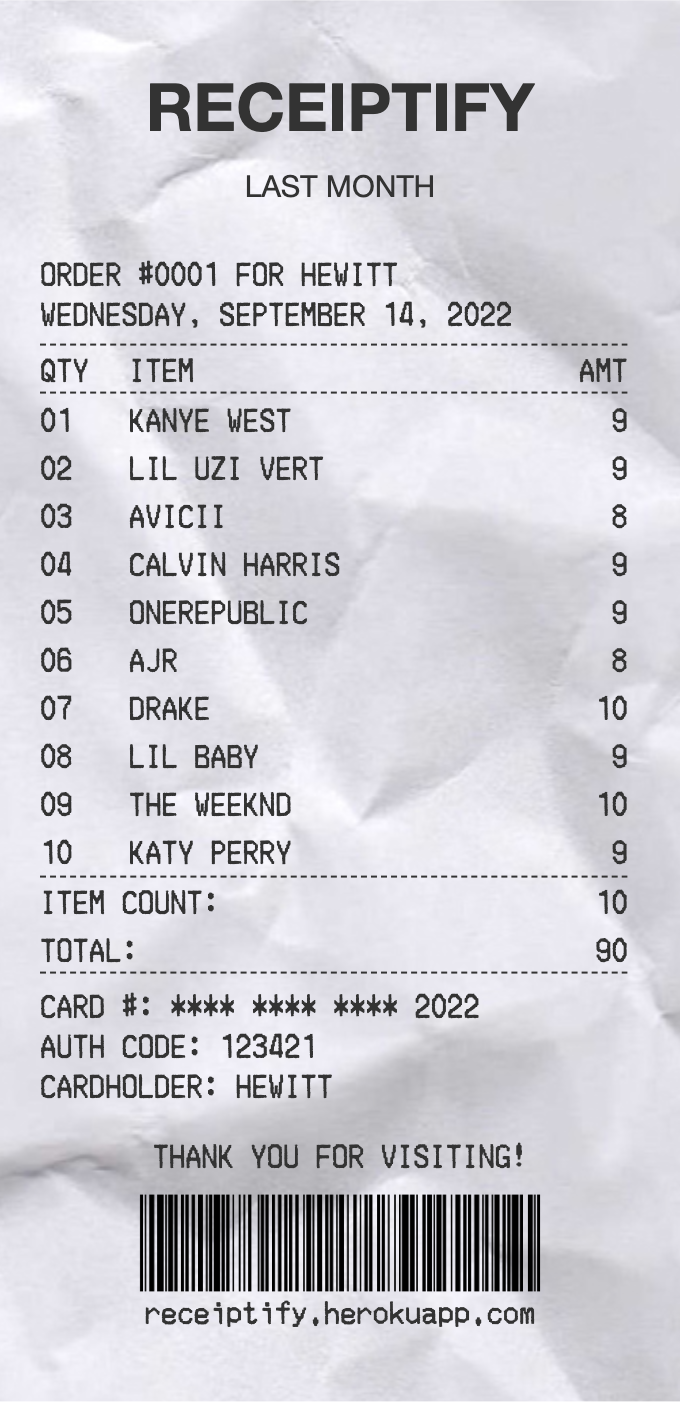 RECEIPTIFY
LAST MONTH
ORDER #0001 FOR HEWITT
WEDNESDAY, SEPTEMBER 14, 2022
QTY ITEM AMT
01 KANYE WEST 9
02 LIL UZI VERT 9
03 AVICII 8
04 CALVIN HARRIS 9
05 ONEREPUBLIC 9
06 AJR 8
07 DRAKE 10
08 LIL BABY 9
09 THE WEEKND 10
10 KATY PERRY 9
ITEM COUNT: 10
TOTAL: 90
CARD #: **** **** **** 2022
AUTH CODE: 123421
CARDHOLDER: HEWITT
THANK YOU FOR VISITING!
receiptify.herokuapp.com